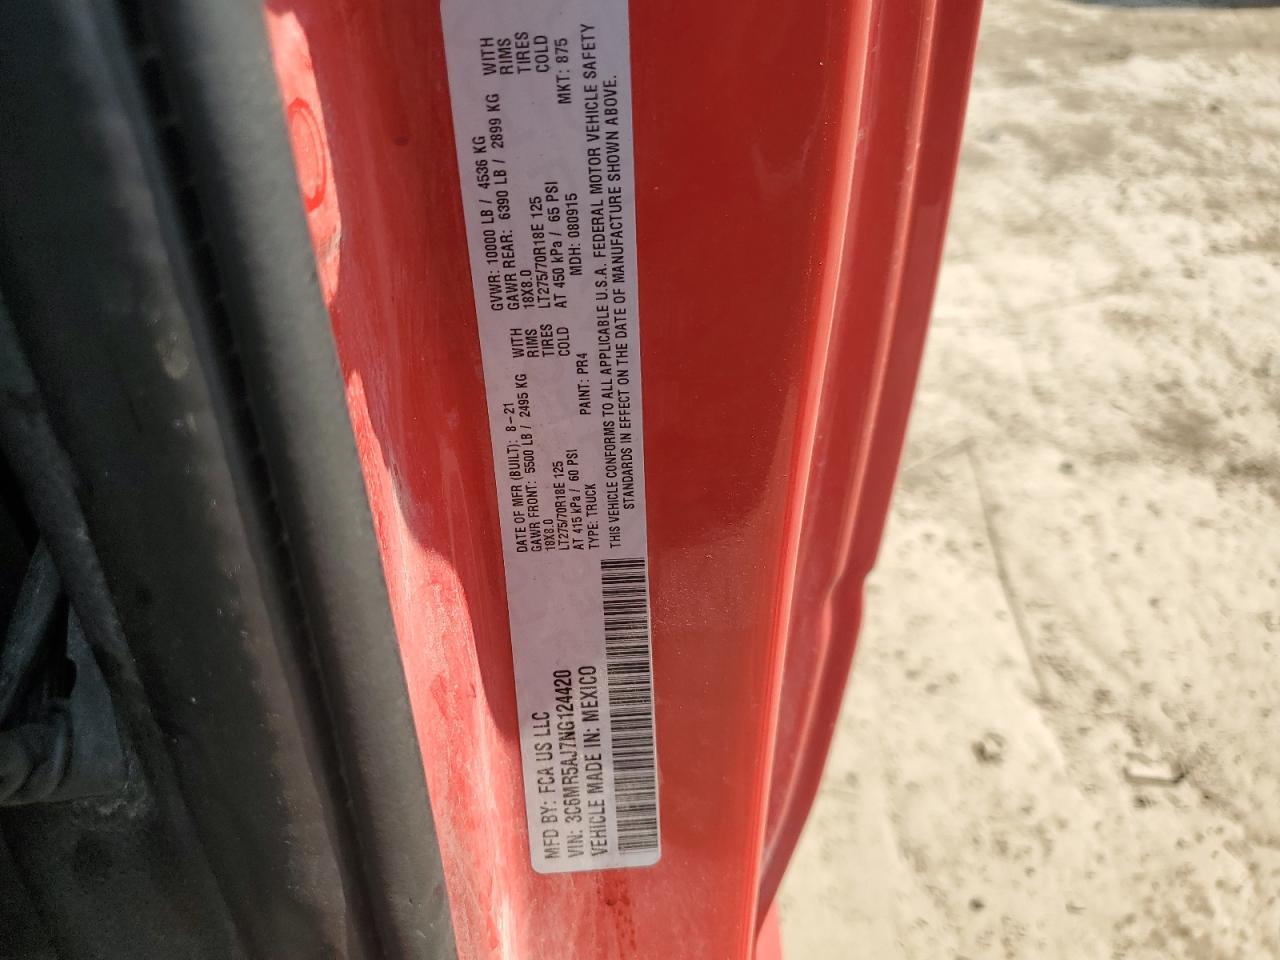 MFD BY: FCA US LLC
VIN: 3C6MR5AJ7NG124420
VEHICLE MADE IN: MEXICO
DATE OF MFR (BUILT): 8-21
GAWR FRONT: 5500 LB / 2495 KG WITH
18X8.0 RIMS
LT275/70R18E 125 TIRES
AT 415 kPa / 60 PSI COLD
TYPE: TRUCK PAINT: PR4
GVWR: 10000 LB / 4536 KG
GAWR REAR: 6390 LB / 2899 KG WITH
18X8.0 RIMS
LT275/70R18E 125 TIRES
AT 450 kPa / 65 PSI COLD
MDH: 080915 MKT: 875
THIS VEHICLE CONFORMS TO ALL APPLICABLE U.S.A. FEDERAL MOTOR VEHICLE SAFETY
STANDARDS IN EFFECT ON THE DATE OF MANUFACTURE SHOWN ABOVE.